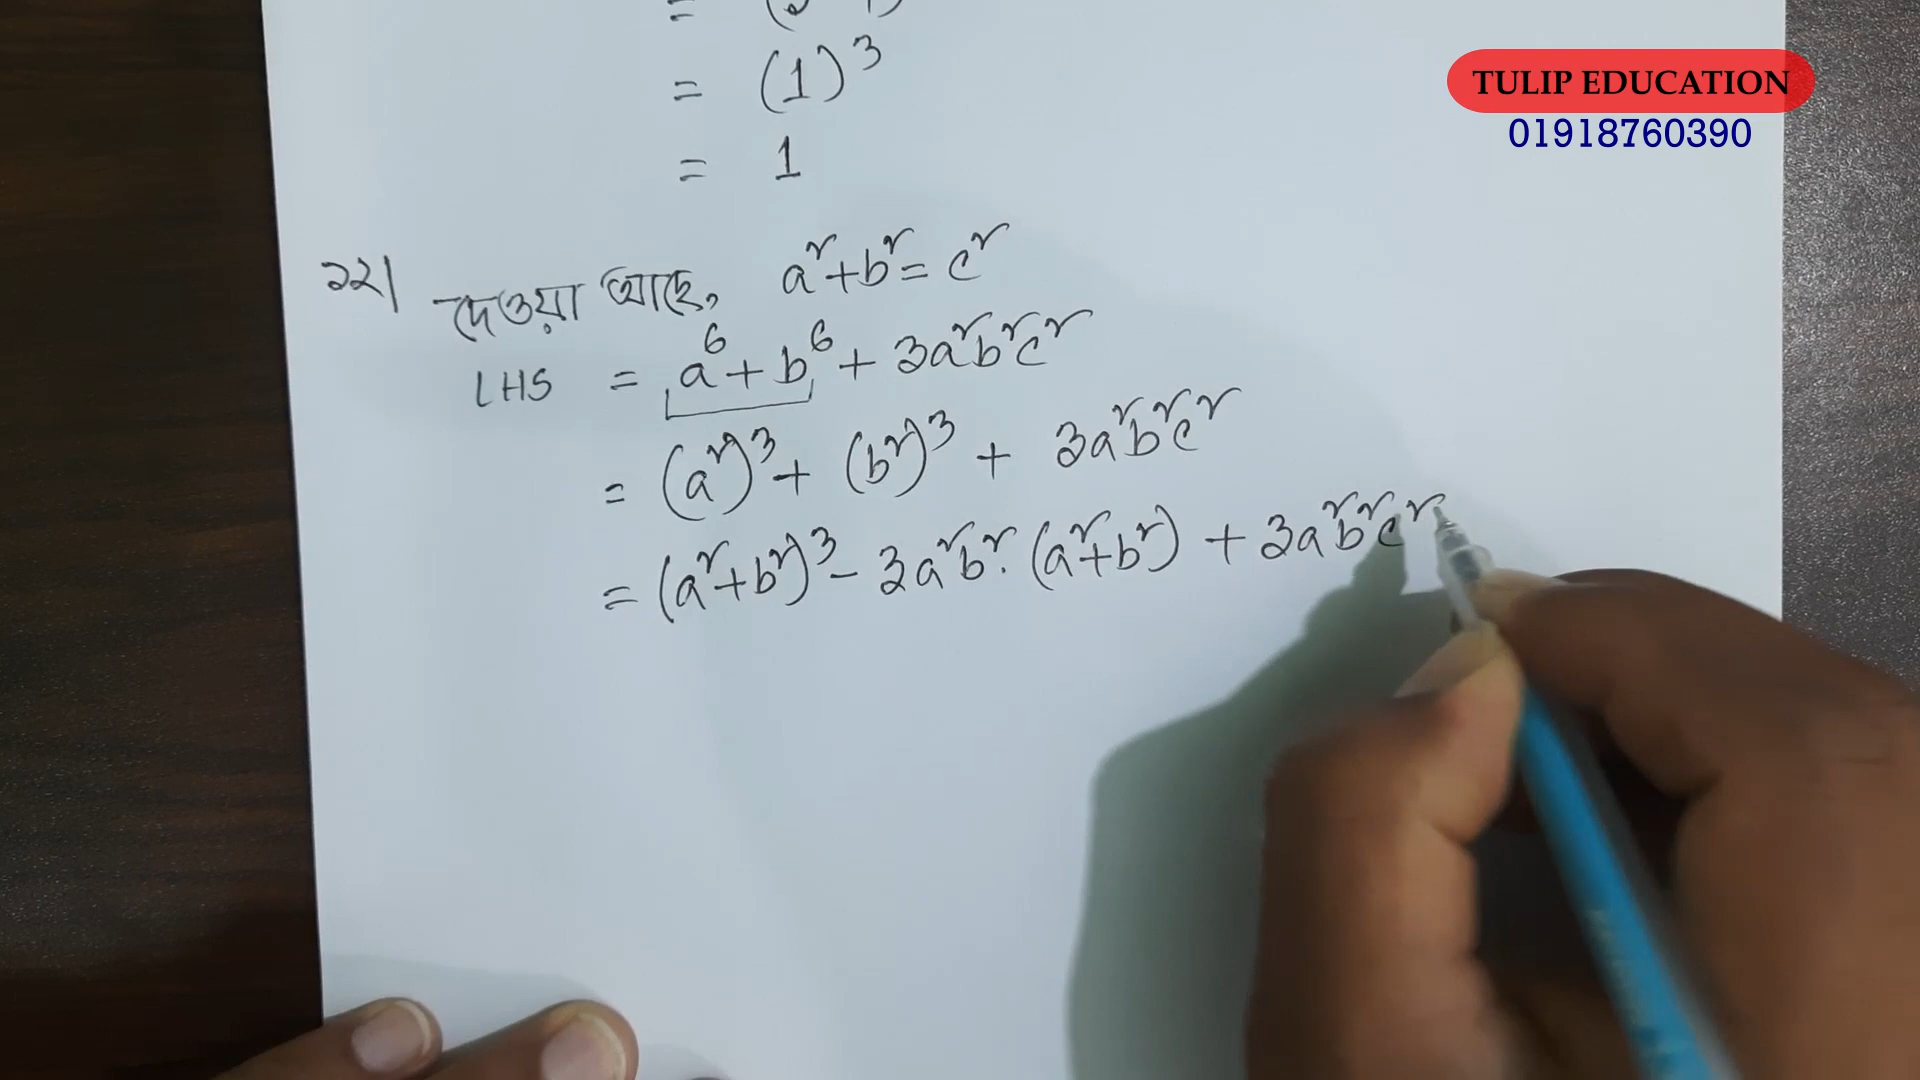 = (1)³
= 1
TULIP EDUCATION
01918760390
১২। দেওয়া আছে, a² + b² = c²
LHS = a⁶ + b⁶ + 3a²b²c²
= (a²)³ + (b²)³ + 3a²b²c²
= (a² + b²)³ - 3a²b². (a² + b²) + 3a²b²c²